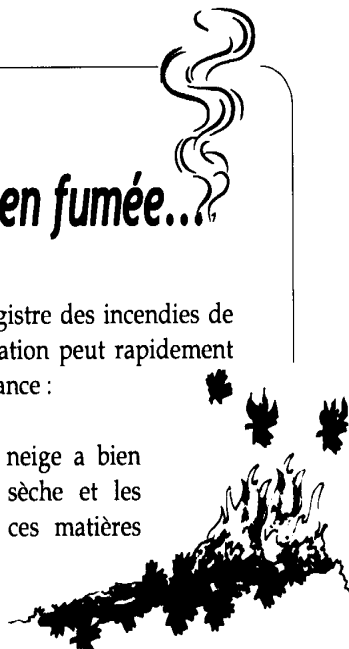 en fumée...
gistre des incendies de
ation peut rapidement
ance :
neige a bien
sèche et les
ces matières